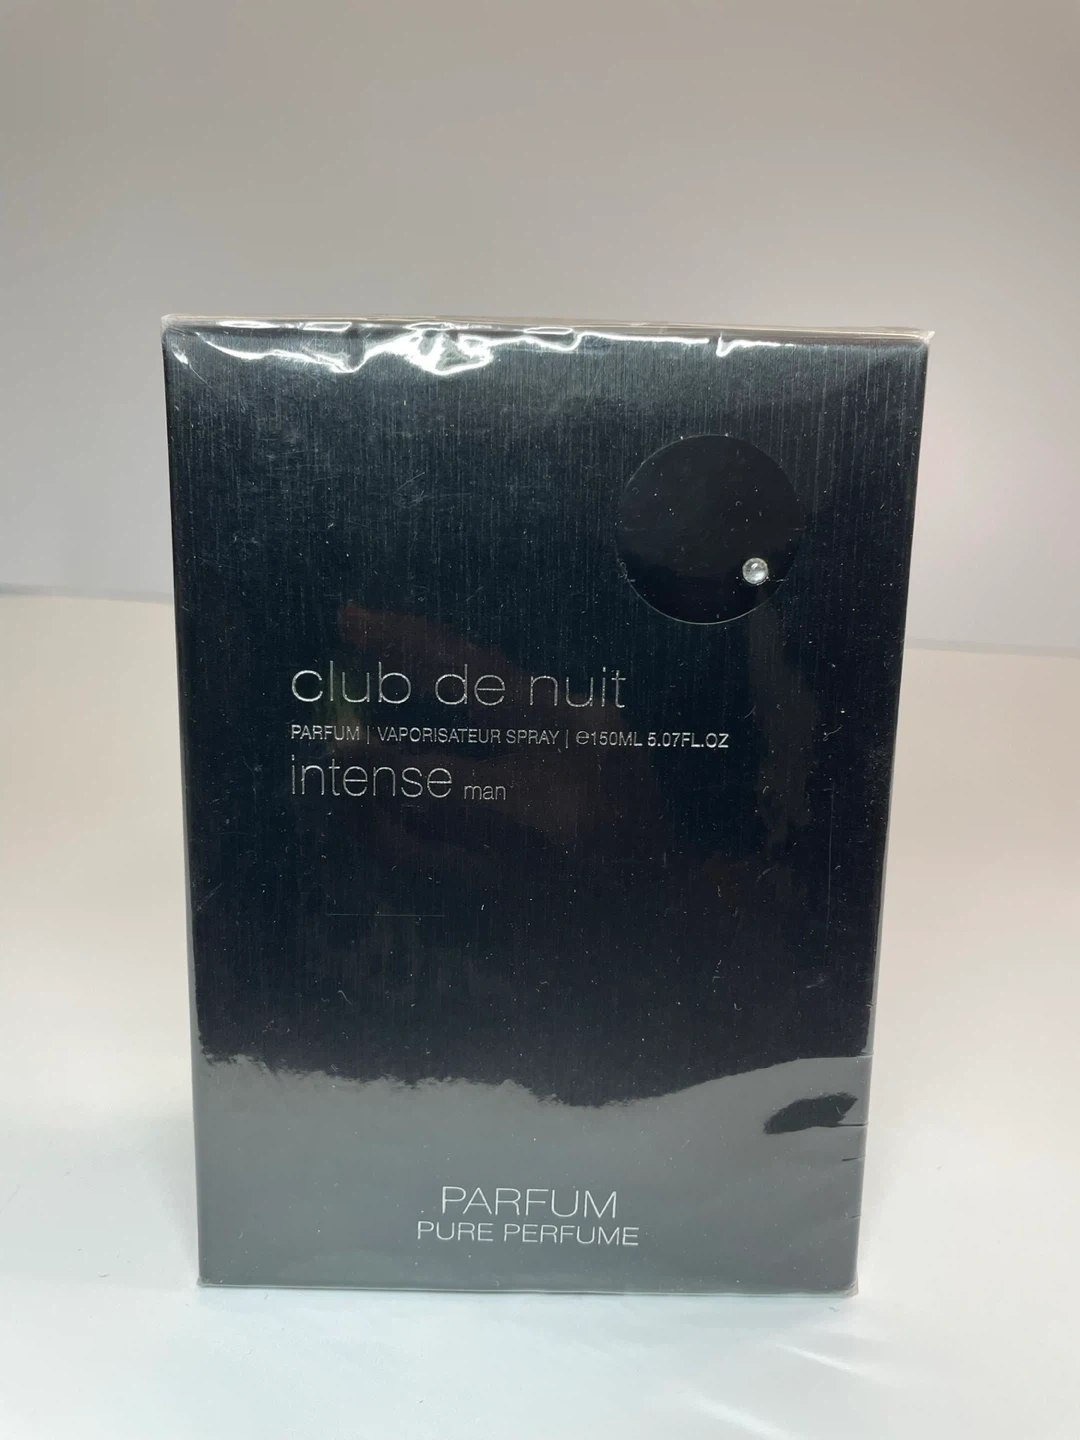 club de nuit
PARFUM | VAPORISATEUR SPRAY | ℮150ML 5.07FL.OZ
intense man
PARFUM
PURE PERFUME